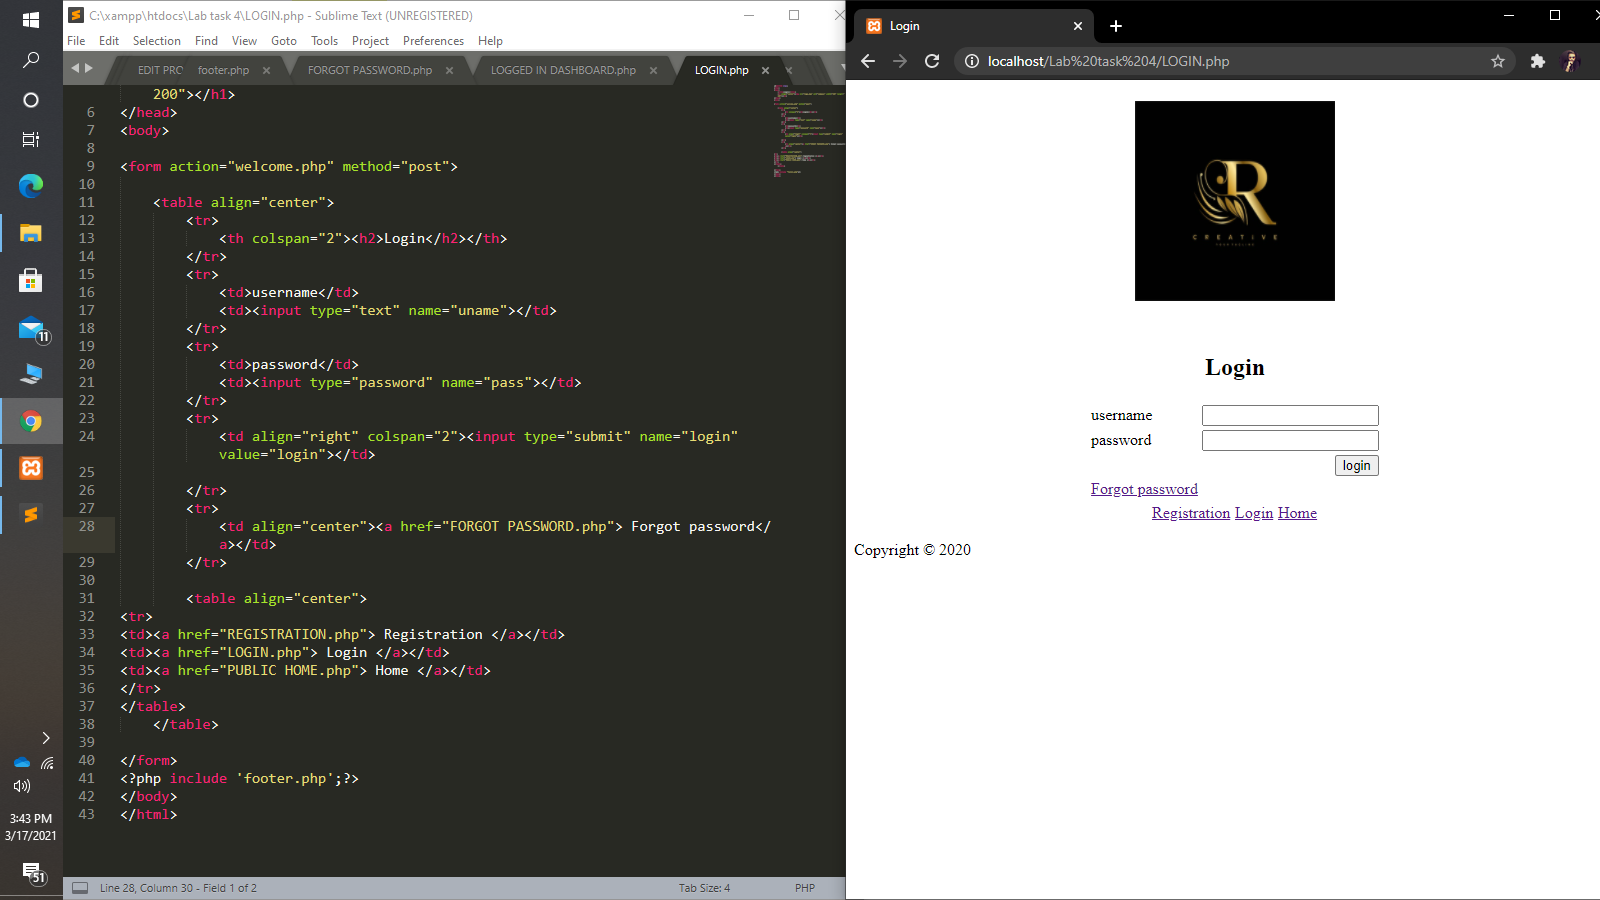 C:\xampp\htdocs\Lab task 4\LOGIN.php - Sublime Text (UNREGISTERED)
File Edit Selection Find View Goto Tools Project Preferences Help
EDIT PRC footer.php FORGOT PASSWORD.php LOGGED IN DASHBOARD.php LOGIN.php
200"></h1>
6 </head>
7 <body>
8
9 <form action="welcome.php" method="post">
10
11 <table align="center">
12 <tr>
13 <th colspan="2"><h2>Login</h2></th>
14 </tr>
15 <tr>
16 <td>username</td>
17 <td><input type="text" name="uname"></td>
18 </tr>
19 <tr>
20 <td>password</td>
21 <td><input type="password" name="pass"></td>
22 </tr>
23 <tr>
24 <td align="right" colspan="2"><input type="submit" name="login"
value="login"></td>
25
26 </tr>
27 <tr>
28 <td align="center"><a href="FORGOT PASSWORD.php"> Forgot password</
a></td>
29 </tr>
30
31 <table align="center">
32 <tr>
33 <td><a href="REGISTRATION.php"> Registration </a></td>
34 <td><a href="LOGIN.php"> Login </a></td>
35 <td><a href="PUBLIC HOME.php"> Home </a></td>
36 </tr>
37 </table>
38 </table>
39
40 </form>
41 <?php include 'footer.php';?>
42 </body>
43 </html>
Line 28, Column 30 - Field 1 of 2 Tab Size: 4 PHP
11
3:43 PM
3/17/2021
51
Login
localhost/Lab%20task%204/LOGIN.php
R
CREATIVE
Login
username
password
login
Forgot password
Registration Login Home
Copyright © 2020